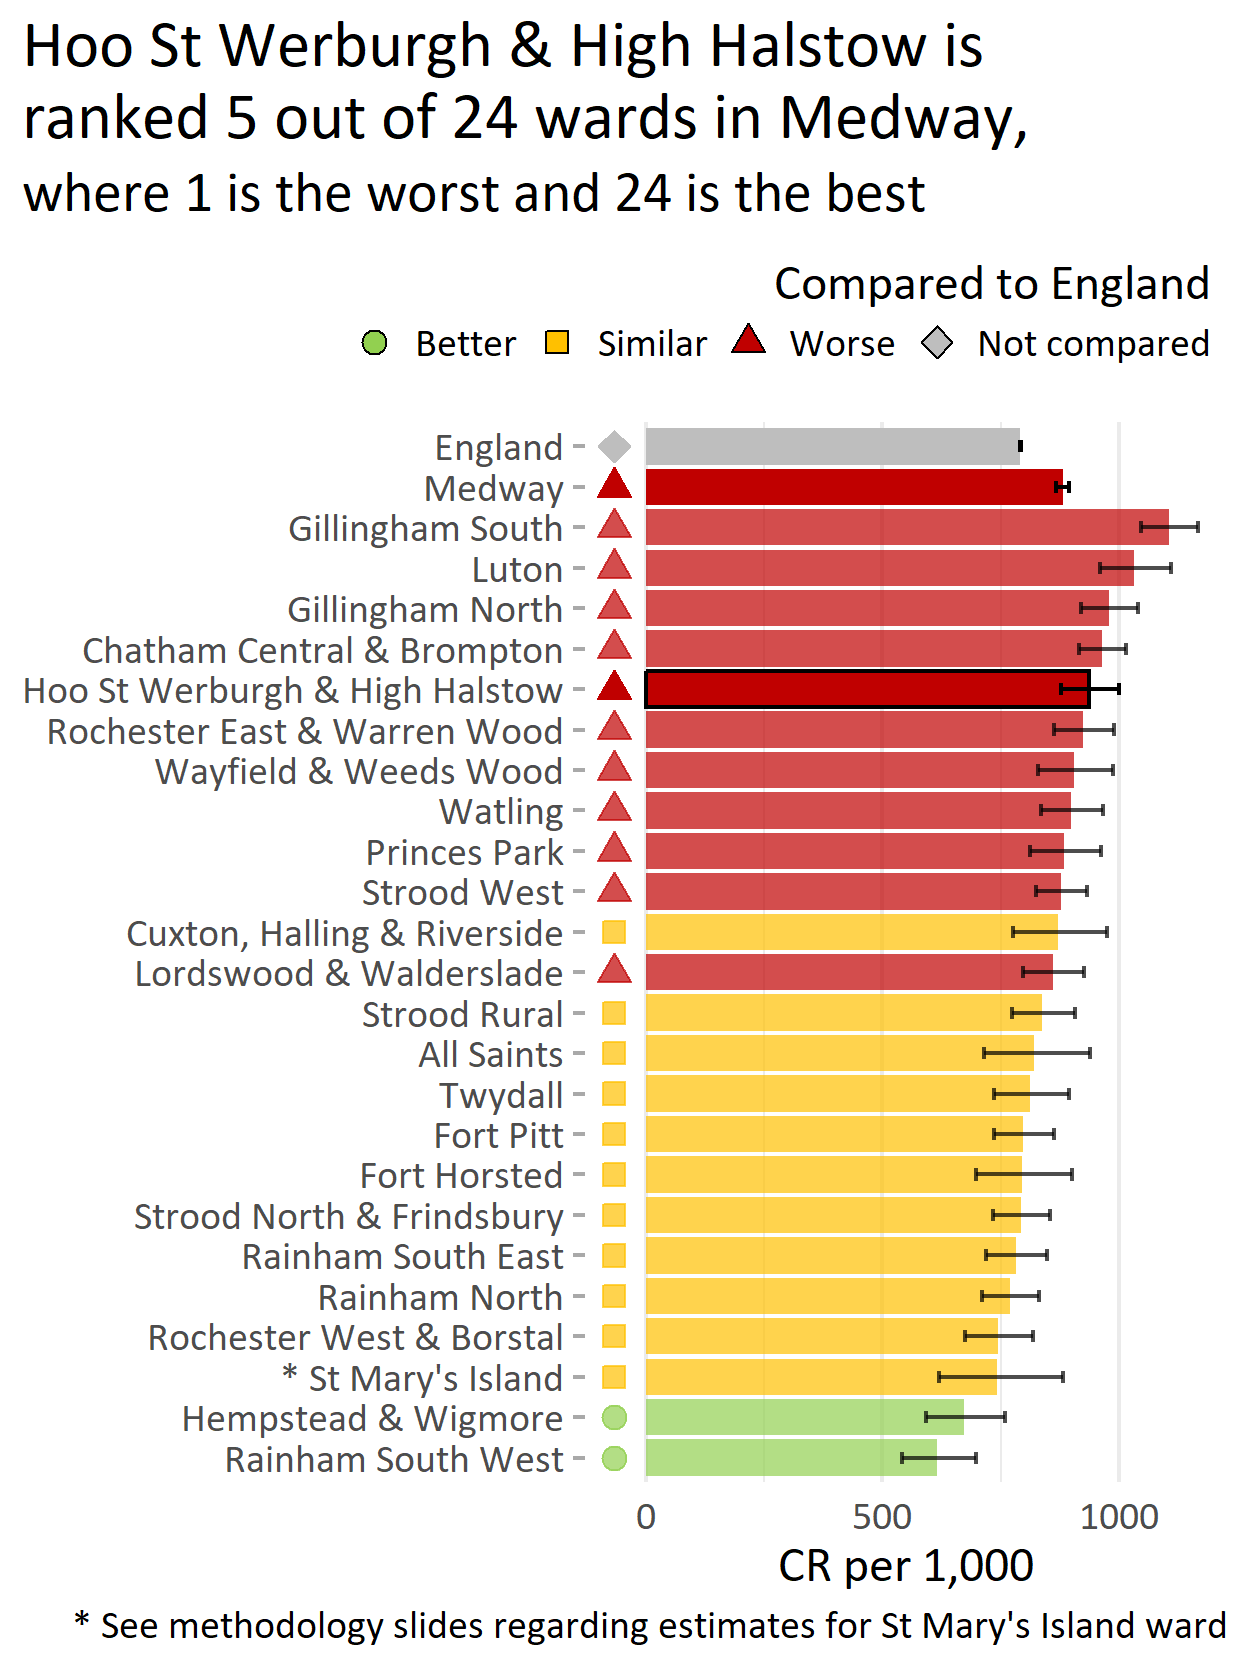 Hoo St Werburgh & High Halstow is
ranked 5 out of 24 wards in Medway,
where 1 is the worst and 24 is the best
Compared to England
Better Similar Worse Not compared
England
Medway
Gillingham South
Luton
Gillingham North
Chatham Central & Brompton
Hoo St Werburgh & High Halstow
Rochester East & Warren Wood
Wayfield & Weeds Wood
Watling
Princes Park
Strood West
Cuxton, Halling & Riverside
Lordswood & Walderslade
Strood Rural
All Saints
Twydall
Fort Pitt
Fort Horsted
Strood North & Frindsbury
Rainham South East
Rainham North
Rochester West & Borstal
* St Mary's Island
Hempstead & Wigmore
Rainham South West
0 500 1000
CR per 1,000
* See methodology slides regarding estimates for St Mary's Island ward